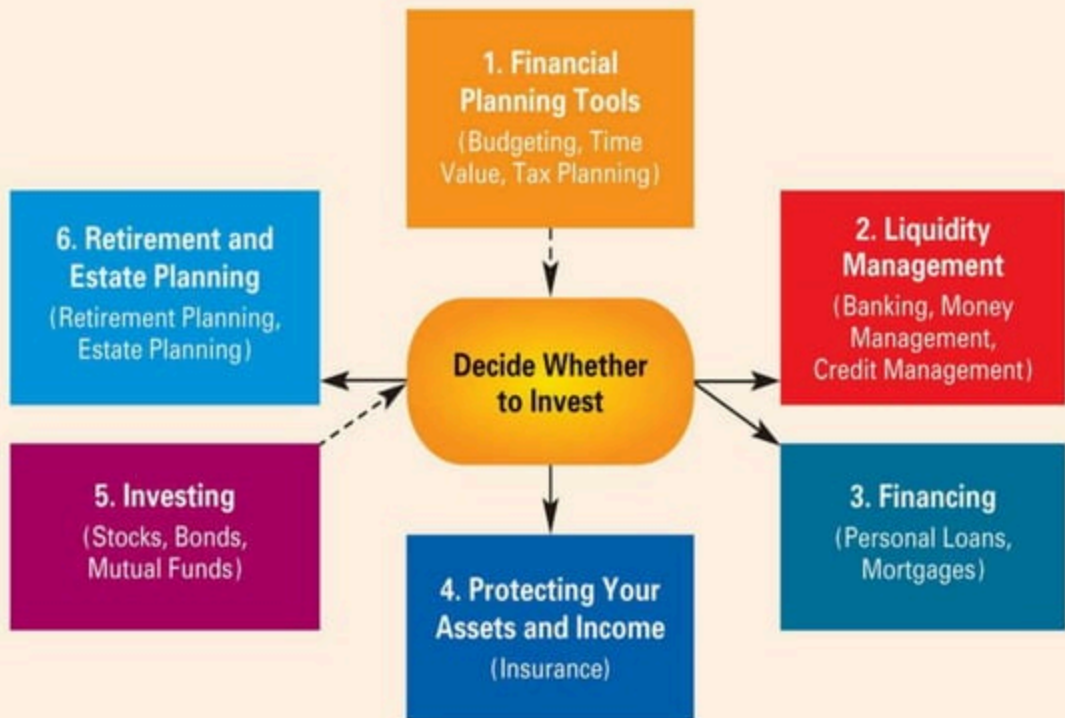 1. Financial
Planning Tools
(Budgeting, Time
Value, Tax Planning)
6. Retirement and
Estate Planning
(Retirement Planning,
Estate Planning)
2. Liquidity
Management
(Banking, Money
Management,
Credit Management)
Decide Whether
to Invest
5. Investing
(Stocks, Bonds,
Mutual Funds)
3. Financing
(Personal Loans,
Mortgages)
4. Protecting Your
Assets and Income
(Insurance)